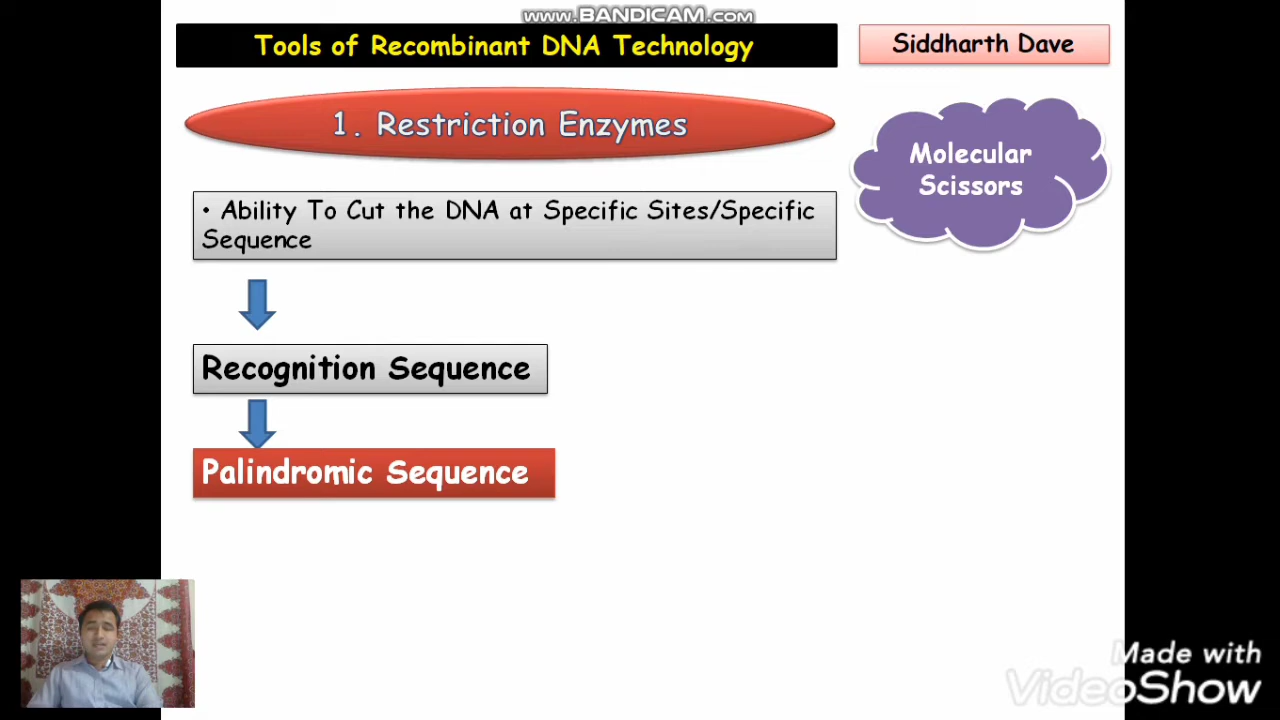 www.BANDICAM.com
Tools of Recombinant DNA Technology
Siddharth Dave
1. Restriction Enzymes
Molecular
Scissors
• Ability To Cut the DNA at Specific Sites/Specific
Sequence
Recognition Sequence
Palindromic Sequence
Made with
VideoShow